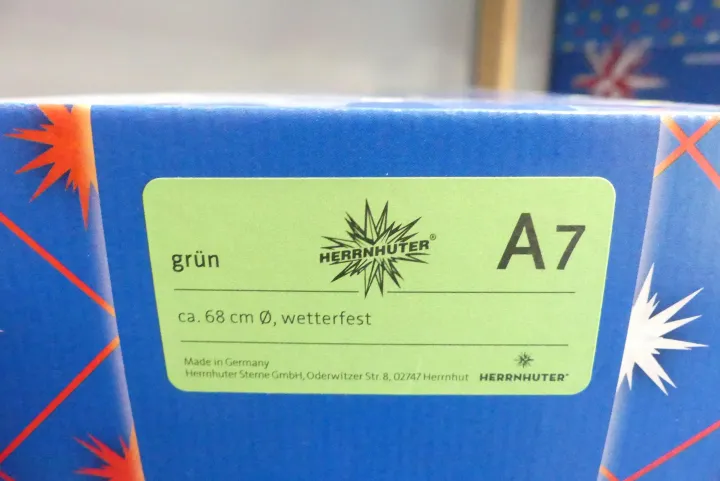 grün
HERRNHUTER®
A7
ca. 68 cm Ø, wetterfest
Made in Germany
Herrnhuter Sterne GmbH, Oderwitzer Str. 8, 02747 Herrnhut
HERRNHUTER®